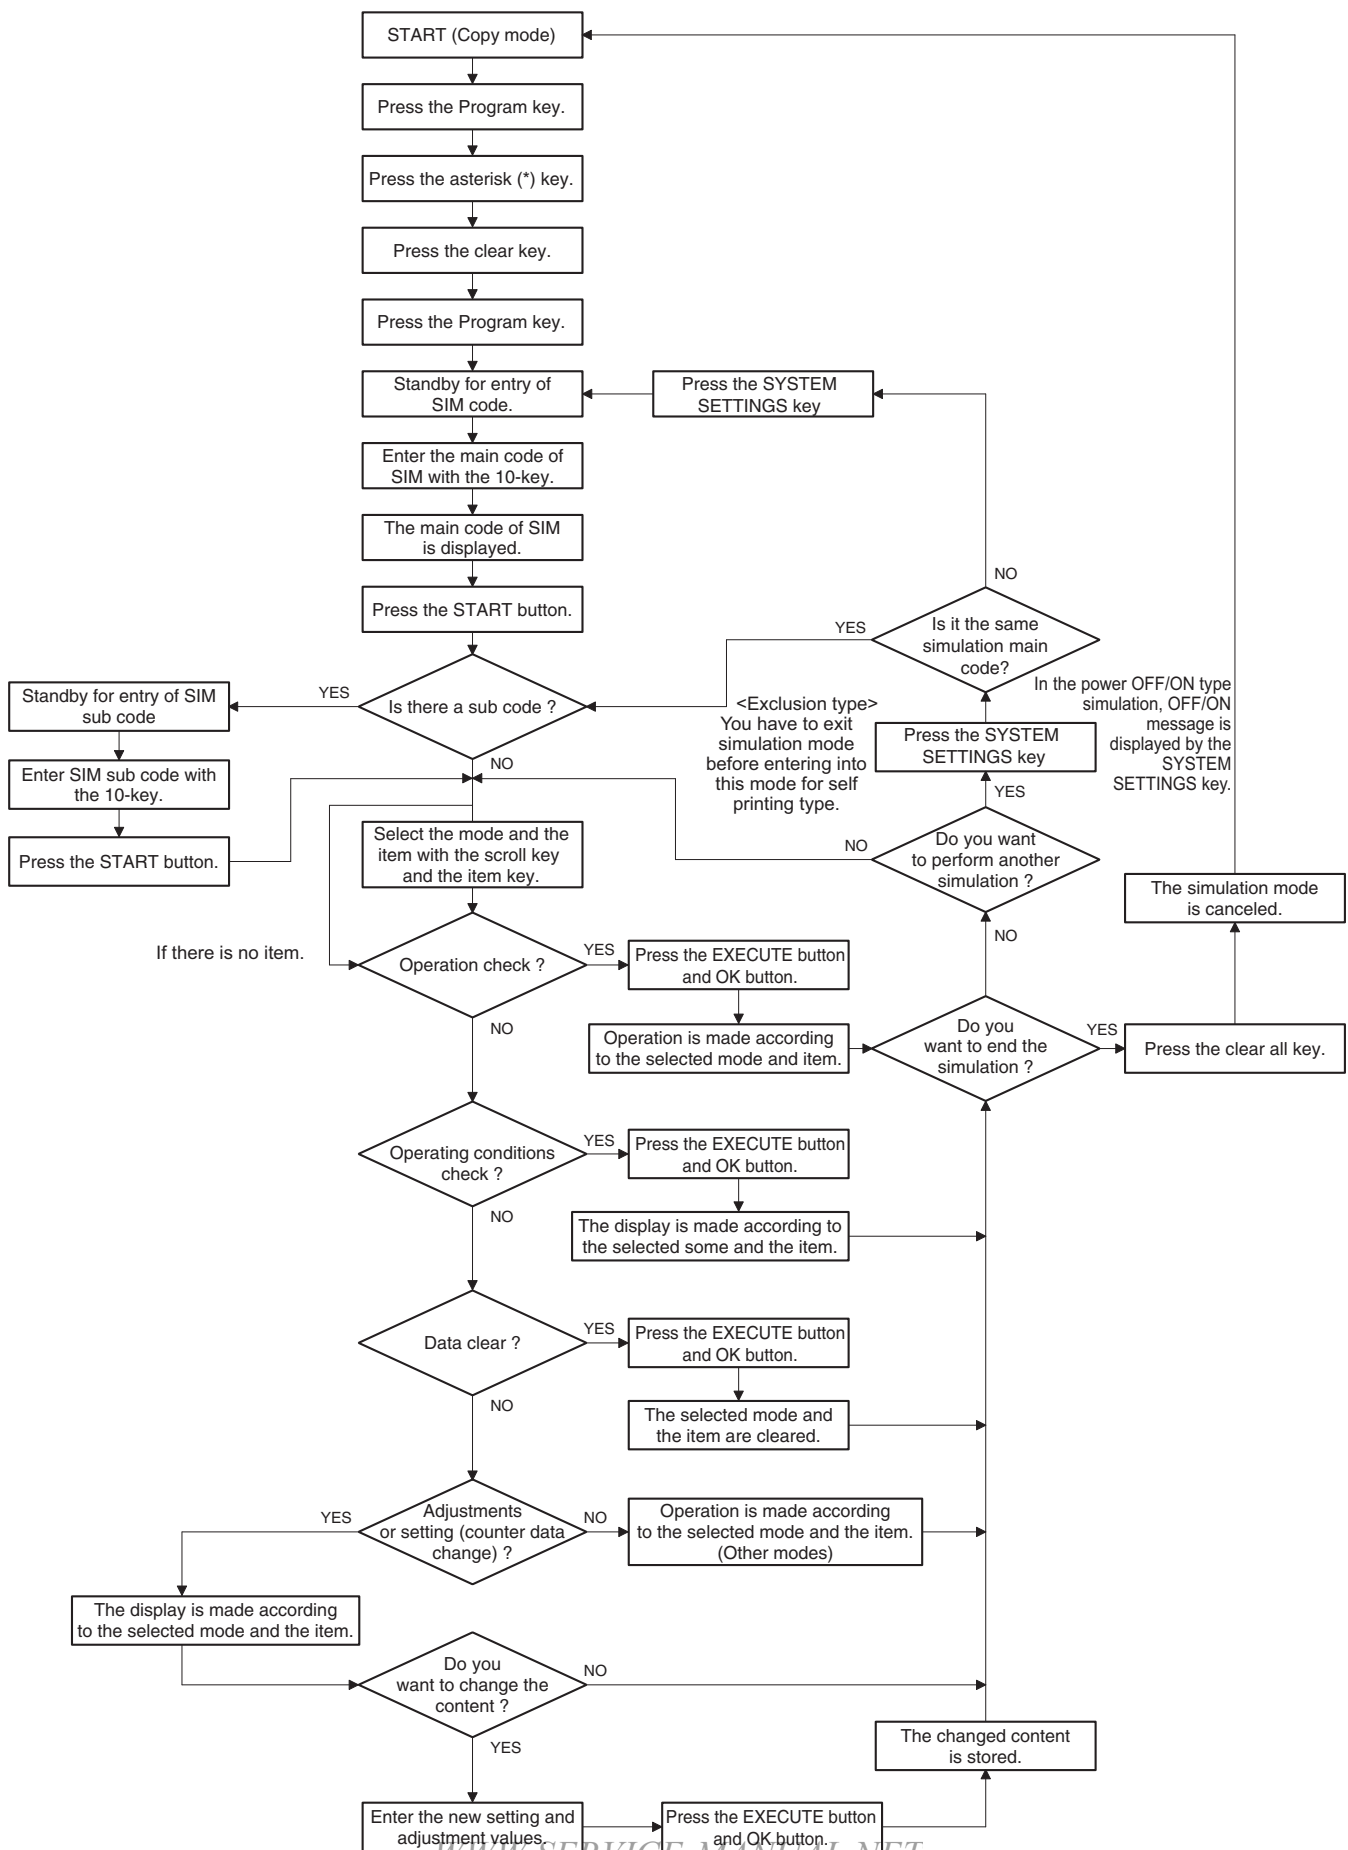 START (Copy mode)
Press the Program key.
Press the asterisk (*) key.
Press the clear key.
Press the Program key.
Standby for entry of
SIM code.
Press the SYSTEM
SETTINGS key
Enter the main code of
SIM with the 10-key.
The main code of SIM
is displayed.
Press the START button.
NO
Is it the same
simulation main
code?
YES
Is there a sub code ?
YES
NO
Standby for entry of SIM
sub code
Enter SIM sub code with
the 10-key.
Press the START button.
<Exclusion type>
You have to exit
simulation mode
before entering into
this mode for self
printing type.
Press the SYSTEM
SETTINGS key
In the power OFF/ON type
simulation, OFF/ON
message is
displayed by the
SYSTEM
SETTINGS key.
YES
Do you want
to perform another
simulation ?
NO
NO
Select the mode and the
item with the scroll key
and the item key.
The simulation mode
is canceled.
If there is no item.
Operation check ?
YES
NO
Press the EXECUTE button
and OK button.
Operation is made according
to the selected mode and item.
Do you
want to end the
simulation ?
YES
Press the clear all key.
Operating conditions
check ?
YES
NO
Press the EXECUTE button
and OK button.
The display is made according to
the selected some and the item.
Data clear ?
YES
NO
Press the EXECUTE button
and OK button.
The selected mode and
the item are cleared.
YES
Adjustments
or setting (counter data
change) ?
NO
Operation is made according
to the selected mode and the item.
(Other modes)
The display is made according
to the selected mode and the item.
Do you
want to change the
content ?
NO
YES
The changed content
is stored.
Enter the new setting and
adjustment values.
Press the EXECUTE button
and OK button.
WWW.SERVICE-MANUAL.NET